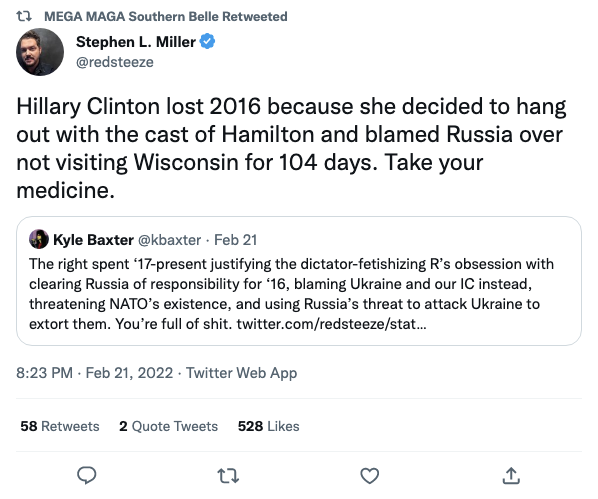 MEGA MAGA Southern Belle Retweeted
Stephen L. Miller
@redsteeze
Hillary Clinton lost 2016 because she decided to hang
out with the cast of Hamilton and blamed Russia over
not visiting Wisconsin for 104 days. Take your
medicine.
Kyle Baxter @kbaxter · Feb 21
The right spent ‘17-present justifying the dictator-fetishizing R’s obsession with
clearing Russia of responsibility for ‘16, blaming Ukraine and our IC instead,
threatening NATO’s existence, and using Russia’s threat to attack Ukraine to
extort them. You’re full of shit. twitter.com/redsteeze/stat…
8:23 PM · Feb 21, 2022 · Twitter Web App
58 Retweets 2 Quote Tweets 528 Likes